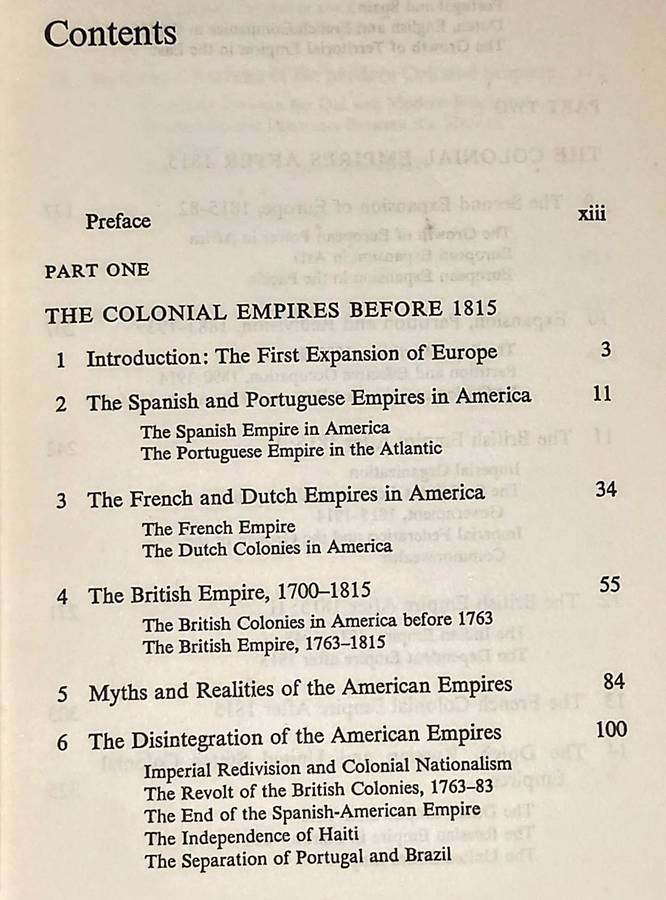 Contents
Preface xiii
PART ONE
THE COLONIAL EMPIRES BEFORE 1815
1 Introduction: The First Expansion of Europe 3
2 The Spanish and Portuguese Empires in America 11
The Spanish Empire in America
The Portuguese Empire in the Atlantic
3 The French and Dutch Empires in America 34
The French Empire
The Dutch Colonies in America
4 The British Empire, 1700–1815 55
The British Colonies in America before 1763
The British Empire, 1763–1815
5 Myths and Realities of the American Empires 84
6 The Disintegration of the American Empires 100
Imperial Redivision and Colonial Nationalism
The Revolt of the British Colonies, 1763–83
The End of the Spanish-American Empire
The Independence of Haiti
The Separation of Portugal and Brazil